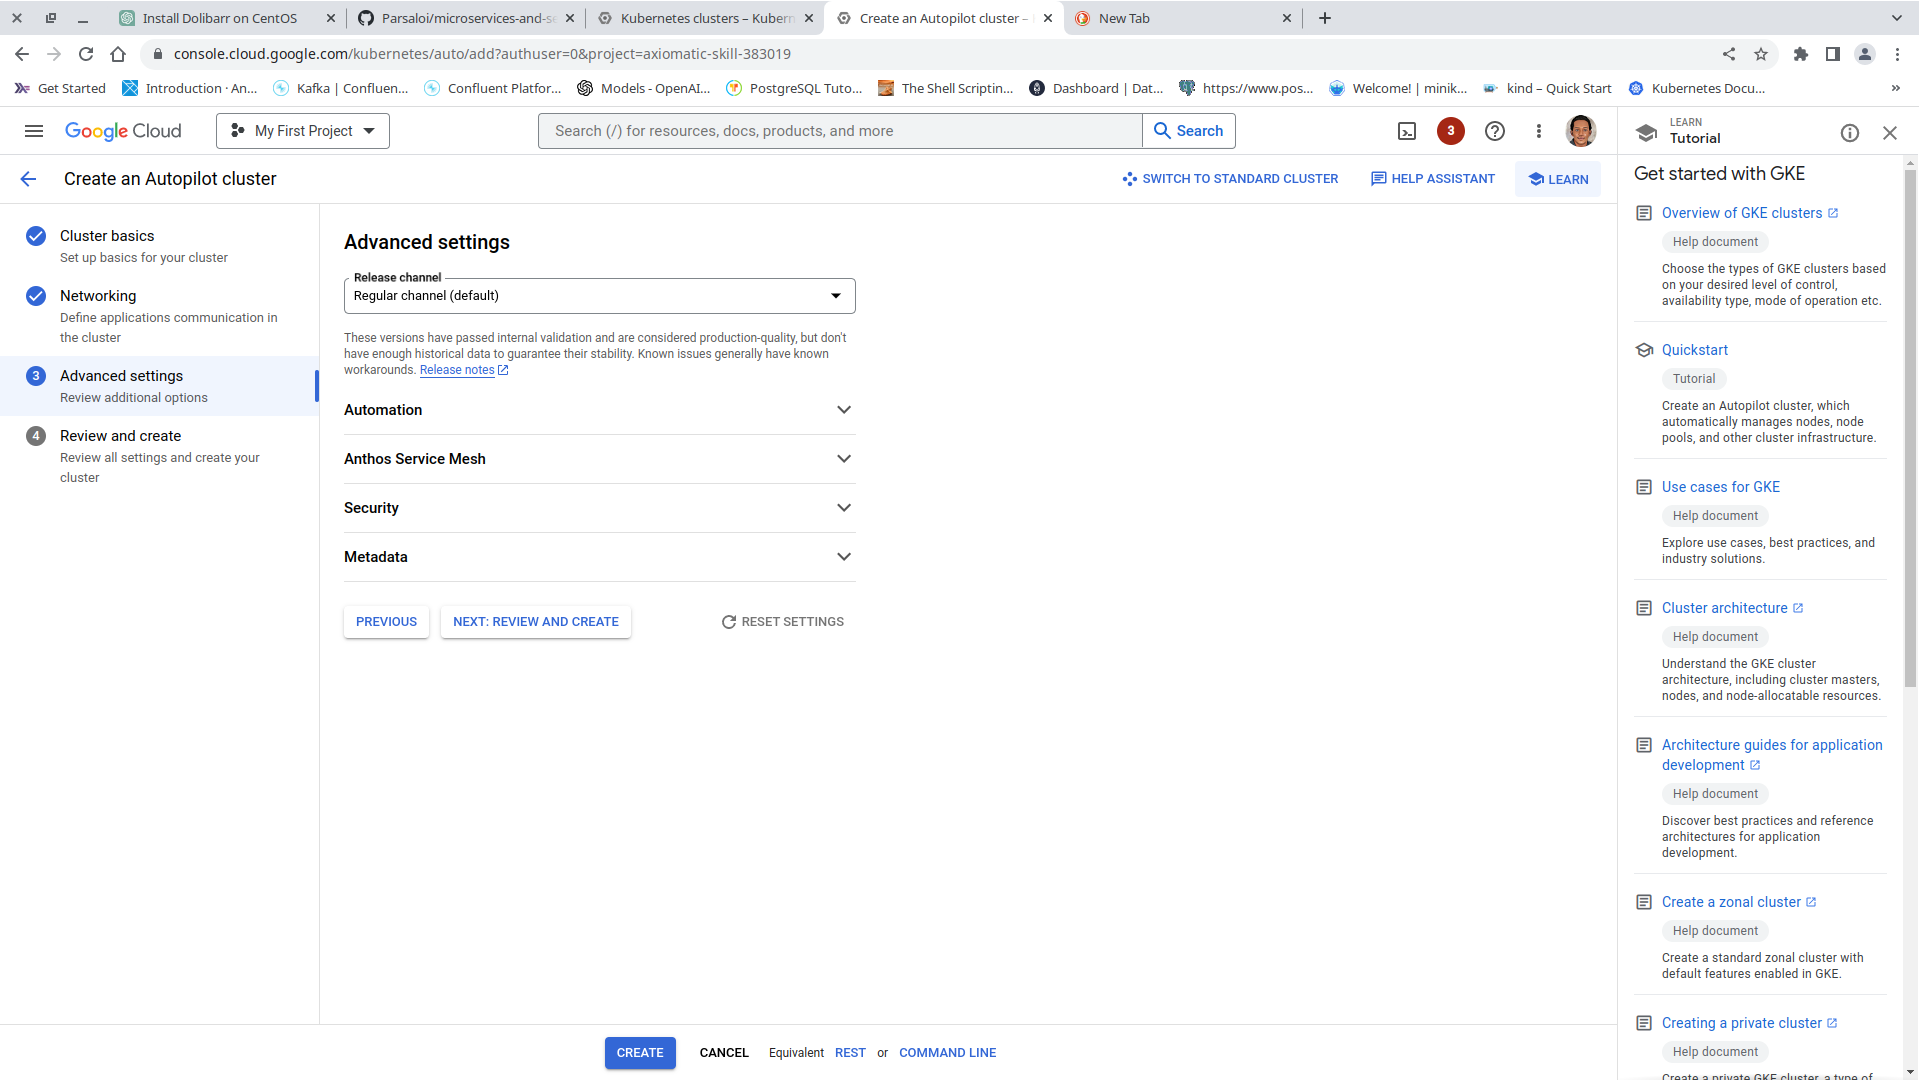 Install Dolibarr on CentOS
Parsaloi/microservices-and-se
Kubernetes clusters – Kubern
Create an Autopilot cluster –
New Tab
console.cloud.google.com/kubernetes/auto/add?authuser=0&project=axiomatic-skill-383019
Get Started
Introduction · An...
Kafka | Confluen...
Confluent Platfor...
Models - OpenAI...
PostgreSQL Tuto...
The Shell Scriptin...
Dashboard | Dat...
https://www.pos...
Welcome! | minik...
kind – Quick Start
Kubernetes Docu...
»
Google Cloud
My First Project
Search (/) for resources, docs, products, and more
Search
3
LEARN
Tutorial
Create an Autopilot cluster
SWITCH TO STANDARD CLUSTER
HELP ASSISTANT
LEARN
Cluster basics
Set up basics for your cluster
Networking
Define applications communication in
the cluster
3
Advanced settings
Review additional options
4
Review and create
Review all settings and create your
cluster
Advanced settings
Release channel
Regular channel (default)
These versions have passed internal validation and are considered production-quality, but don't
have enough historical data to guarantee their stability. Known issues generally have known
workarounds. Release notes
Automation
Anthos Service Mesh
Security
Metadata
PREVIOUS
NEXT: REVIEW AND CREATE
RESET SETTINGS
CREATE
CANCEL
Equivalent REST or COMMAND LINE
Get started with GKE
Overview of GKE clusters
Help document
Choose the types of GKE clusters based
on your desired level of control,
availability type, mode of operation etc.
Quickstart
Tutorial
Create an Autopilot cluster, which
automatically manages nodes, node
pools, and other cluster infrastructure.
Use cases for GKE
Help document
Explore use cases, best practices, and
industry solutions.
Cluster architecture
Help document
Understand the GKE cluster
architecture, including cluster masters,
nodes, and node-allocatable resources.
Architecture guides for application
development
Help document
Discover best practices and reference
architectures for application
development.
Create a zonal cluster
Help document
Create a standard zonal cluster with
default features enabled in GKE.
Creating a private cluster
Help document
Create a private GKE cluster, a type of